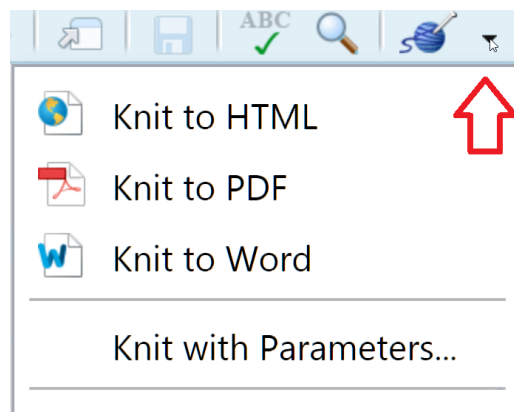 ABC
Knit to HTML
Knit to PDF
Knit to Word
Knit with Parameters...